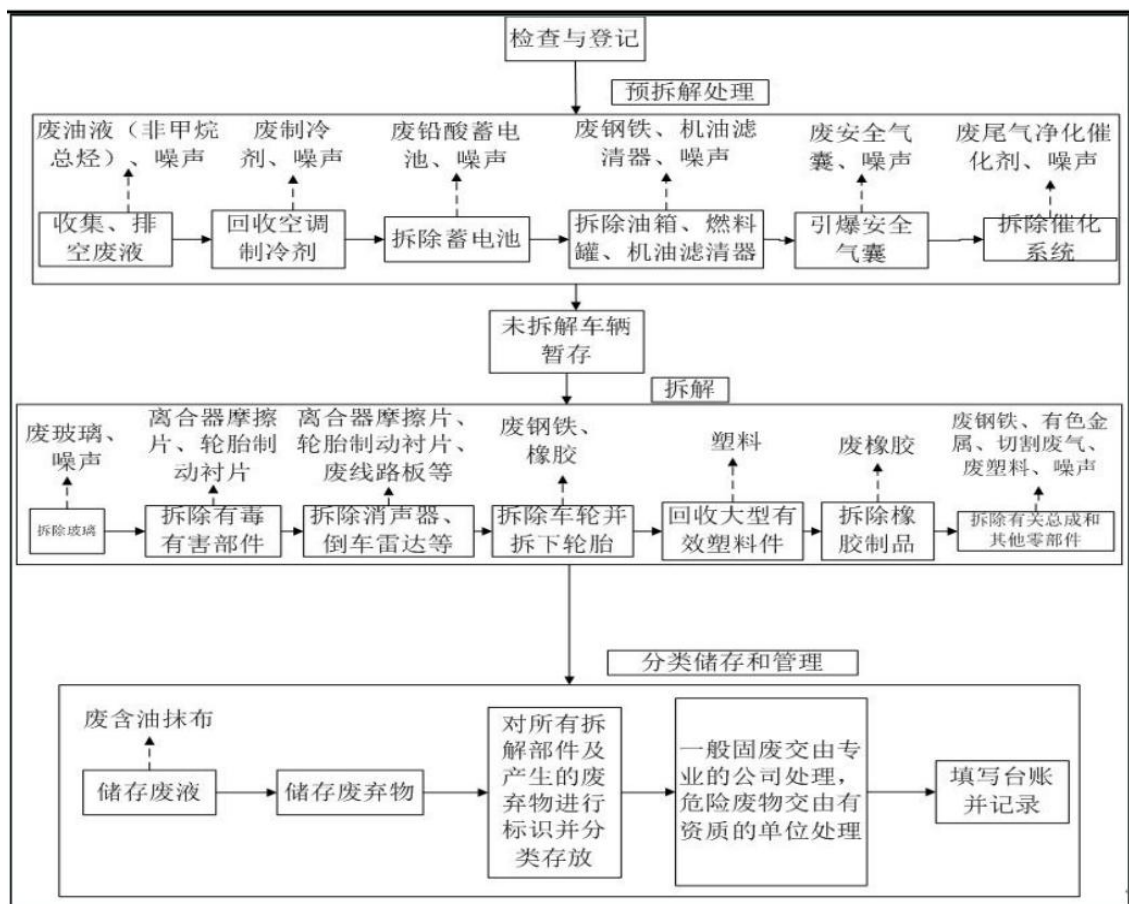 检查与登记
预拆解处理
废油液（非甲烷
总烃）、噪声
废制冷
剂、噪声
废铅酸蓄电
池、噪声
废钢铁、机油滤
清器、噪声
废安全气
囊、噪声
废尾气净化催
化剂、噪声
收集、排
空废液
回收空调
制冷剂
拆除蓄电池
拆除油箱、燃料
罐、机油滤清器
引爆安全
气囊
拆除催化
系统
未拆解车辆
暂存
拆解
废玻璃、
噪声
离合器摩擦
片、轮胎制
动衬片
离合器摩擦片、
轮胎制动衬片、
废线路板等
废钢铁、
橡胶
塑料
废橡胶
废钢铁、有色金
属、切割废气、
废塑料、噪声
拆除玻璃
拆除有毒
有害部件
拆除消声器、
倒车雷达等
拆除车轮并
拆下轮胎
回收大型有
效塑料件
拆除橡
胶制品
拆除有关总成和
其他零部件
分类储存和管理
废含油抹布
储存废液
储存废弃物
对所有拆
解部件及
产生的废
弃物进行
标识并分
类存放
一般固废交由专
业的公司处理，
危险废物交由有
资质的单位处理
填写台账
并记录